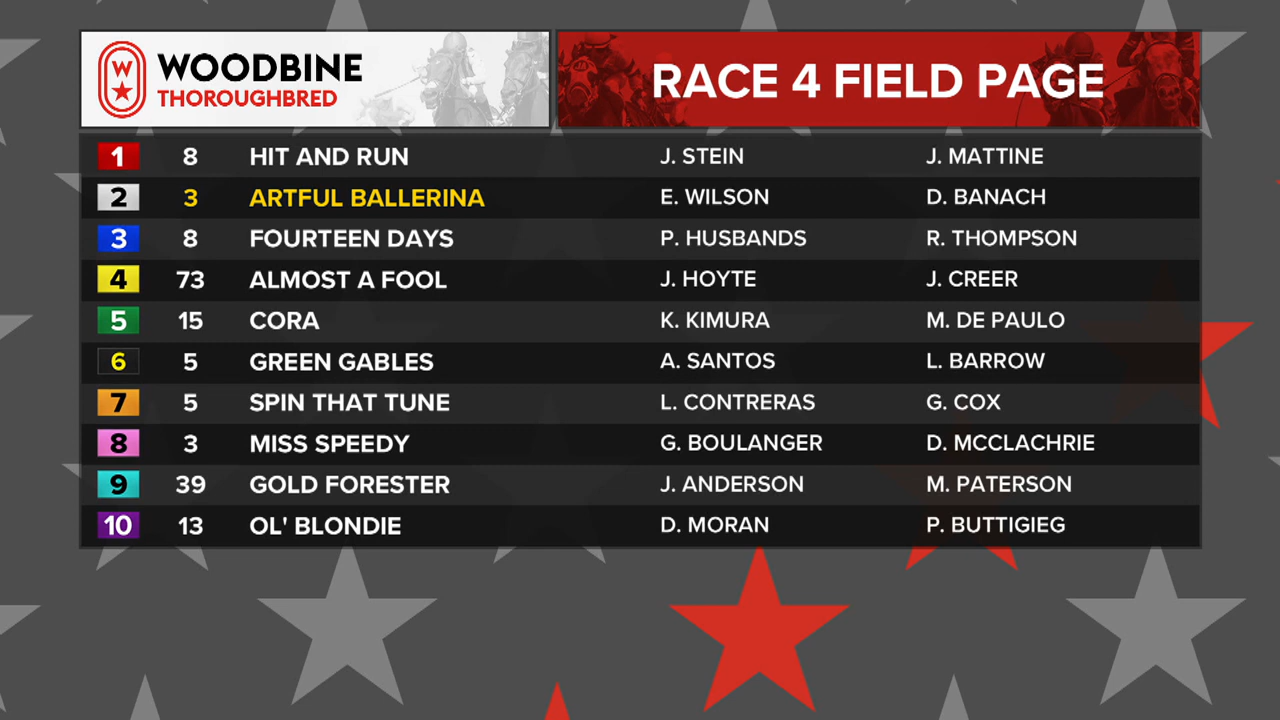 W
WOODBINE
THOROUGHBRED
RACE 4 FIELD PAGE
1 8 HIT AND RUN J. STEIN J. MATTINE
2 3 ARTFUL BALLERINA E. WILSON D. BANACH
3 8 FOURTEEN DAYS P. HUSBANDS R. THOMPSON
4 73 ALMOST A FOOL J. HOYTE J. CREER
5 15 CORA K. KIMURA M. DE PAULO
6 5 GREEN GABLES A. SANTOS L. BARROW
7 5 SPIN THAT TUNE L. CONTRERAS G. COX
8 3 MISS SPEEDY G. BOULANGER D. MCCLACHRIE
9 39 GOLD FORESTER J. ANDERSON M. PATERSON
10 13 OL' BLONDIE D. MORAN P. BUTTIGIEG